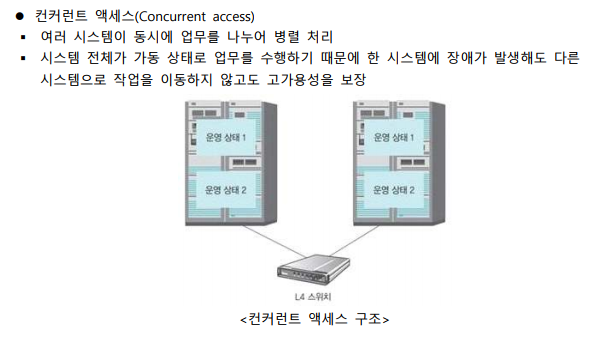 ● 컨커런트 액세스(Concurrent access)
▪ 여러 시스템이 동시에 업무를 나누어 병렬 처리
▪ 시스템 전체가 가동 상태로 업무를 수행하기 때문에 한 시스템에 장애가 발생해도 다른
시스템으로 작업을 이동하지 않고도 고가용성을 보장
운영 상태 1
운영 상태 1
운영 상태 2
운영 상태 2
L4 스위치
<컨커런트 액세스 구조>